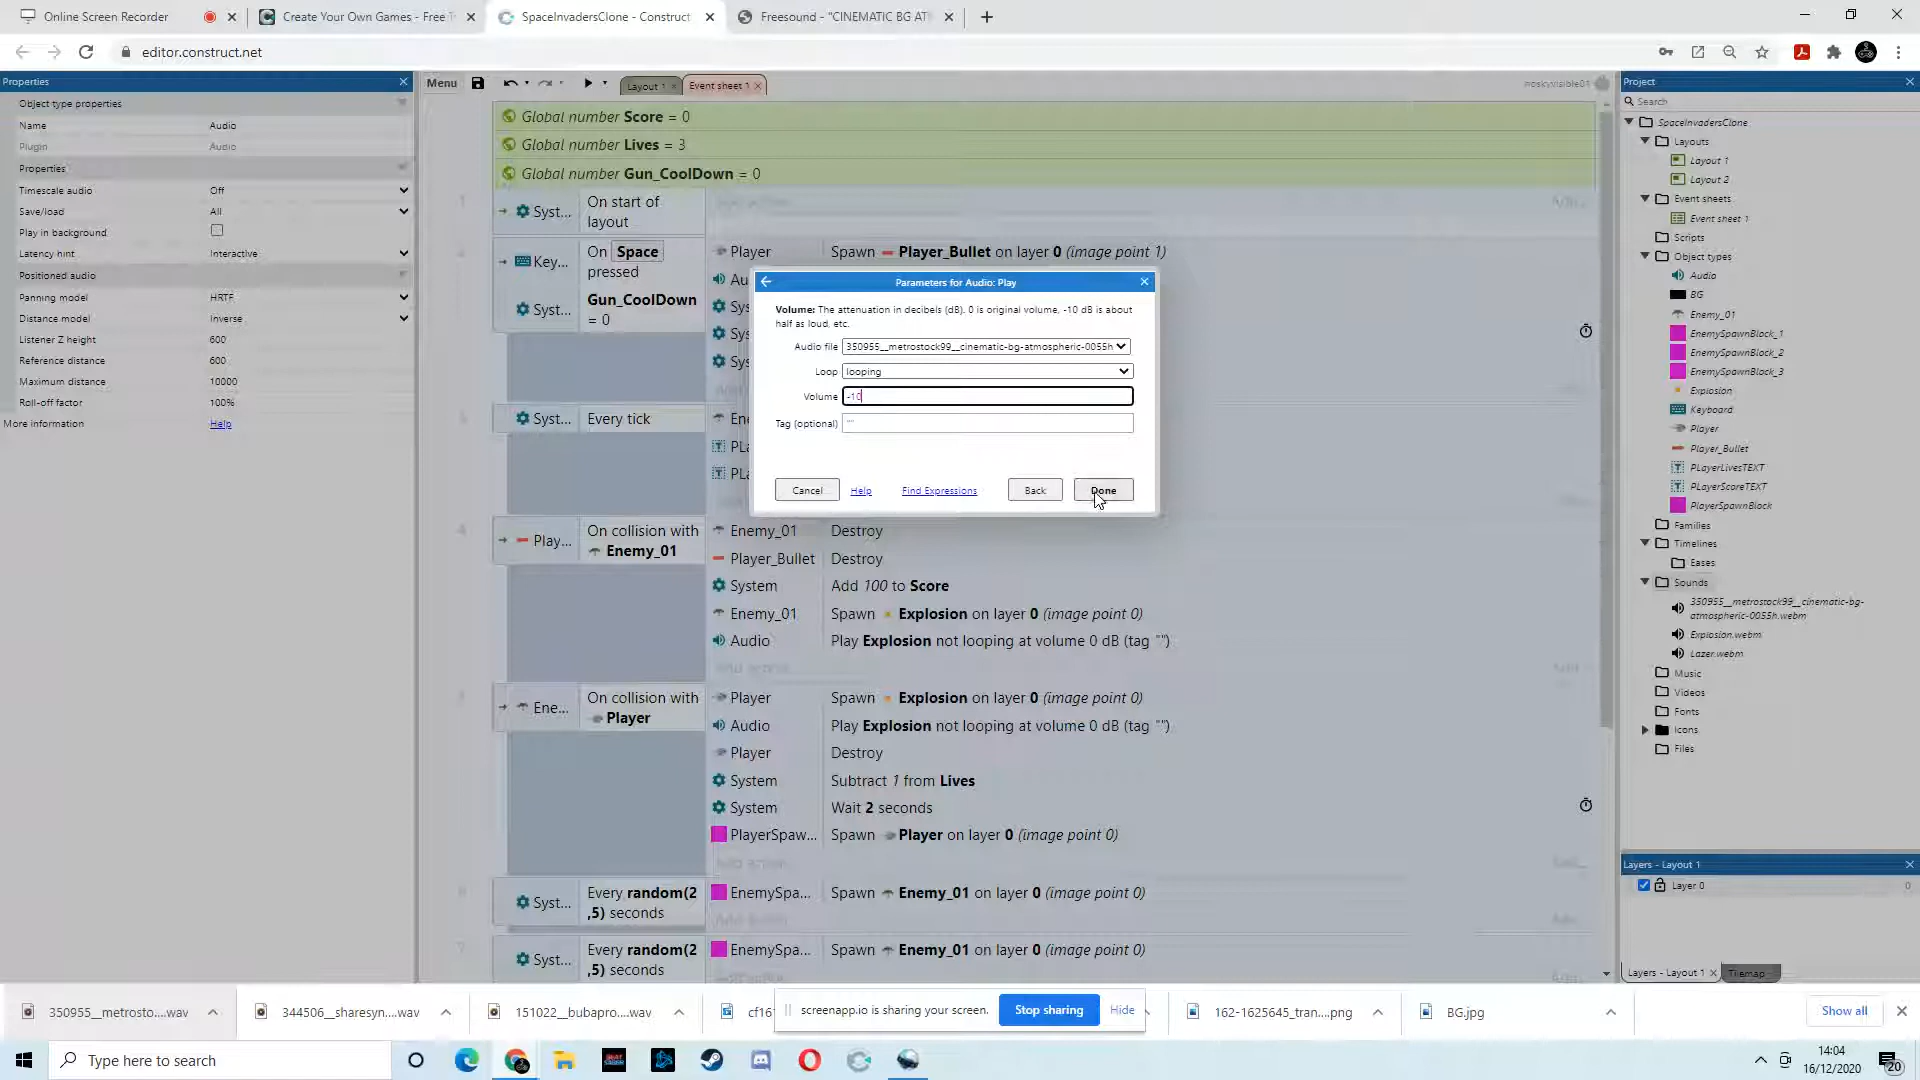 Online Screen Recorder
Create Your Own Games - Free T
SpaceInvadersClone - Construct
Freesound - "CINEMATIC BG AT
editor.construct.net
Properties
Object type properties
Name Audio
Plugin Audio
Properties
Timescale audio Off
Save/load All
Play in background
Latency hint Interactive
Positioned audio
Panning model HRTF
Distance model Inverse
Listener Z height 600
Reference distance 600
Maximum distance 10000
Roll-off factor 100%
More information Help
Menu
Layout 1
Event sheet 1
Global number Score = 0
Global number Lives = 3
Global number Gun_CoolDown = 0
1
Syst... On start of layout
Key... On Space pressed
Syst... Gun_CoolDown = 0
Player Spawn Player_Bullet on layer 0 (image point 1)
Au
Sys
Sys
Sys
Parameters for Audio: Play
Volume: The attenuation in decibels (dB). 0 is original volume, -10 dB is about
half as loud, etc.
Audio file 350955__metrostock99__cinematic-bg-atmospheric-0055h
Loop looping
Volume -10
Tag (optional) ""
Cancel Help Find Expressions Back Done
Syst... Every tick
Ene
PLa
PLa
4
Play... On collision with Enemy_01
Enemy_01 Destroy
Player_Bullet Destroy
System Add 100 to Score
Enemy_01 Spawn Explosion on layer 0 (image point 0)
Audio Play Explosion not looping at volume 0 dB (tag "")
Ene... On collision with Player
Player Spawn Explosion on layer 0 (image point 0)
Audio Play Explosion not looping at volume 0 dB (tag "")
Player Destroy
System Subtract 1 from Lives
System Wait 2 seconds
PlayerSpaw... Spawn Player on layer 0 (image point 0)
Syst... Every random(2,5) seconds
EnemySpa... Spawn Enemy_01 on layer 0 (image point 0)
7
Syst... Every random(2,5) seconds
EnemySpa... Spawn Enemy_01 on layer 0 (image point 0)
Project
Search
SpaceInvadersClone
Layouts
Layout 1
Layout 2
Event sheets
Event sheet 1
Scripts
Object types
Audio
BG
Enemy_01
EnemySpawnBlock_1
EnemySpawnBlock_2
EnemySpawnBlock_3
Explosion
Keyboard
Player
Player_Bullet
PLayerLivesTEXT
PLayerScoreTEXT
PlayerSpawnBlock
Families
Timelines
Eases
Sounds
350955__metrostock99__cinematic-bg-
atmospheric-0055h.webm
Explosion.webm
Lazer.webm
Music
Videos
Fonts
Icons
Files
Layers - Layout 1
Layer 0 0
Layers - Layout 1
Tilemap
350955__metrosto....wav
344506__sharesyn....wav
151022__bubapro....wav
cf161
screenapp.io is sharing your screen.
Stop sharing
Hide
162-1625645_tran....png
BG.jpg
Show all
Type here to search
14:04
16/12/2020
20